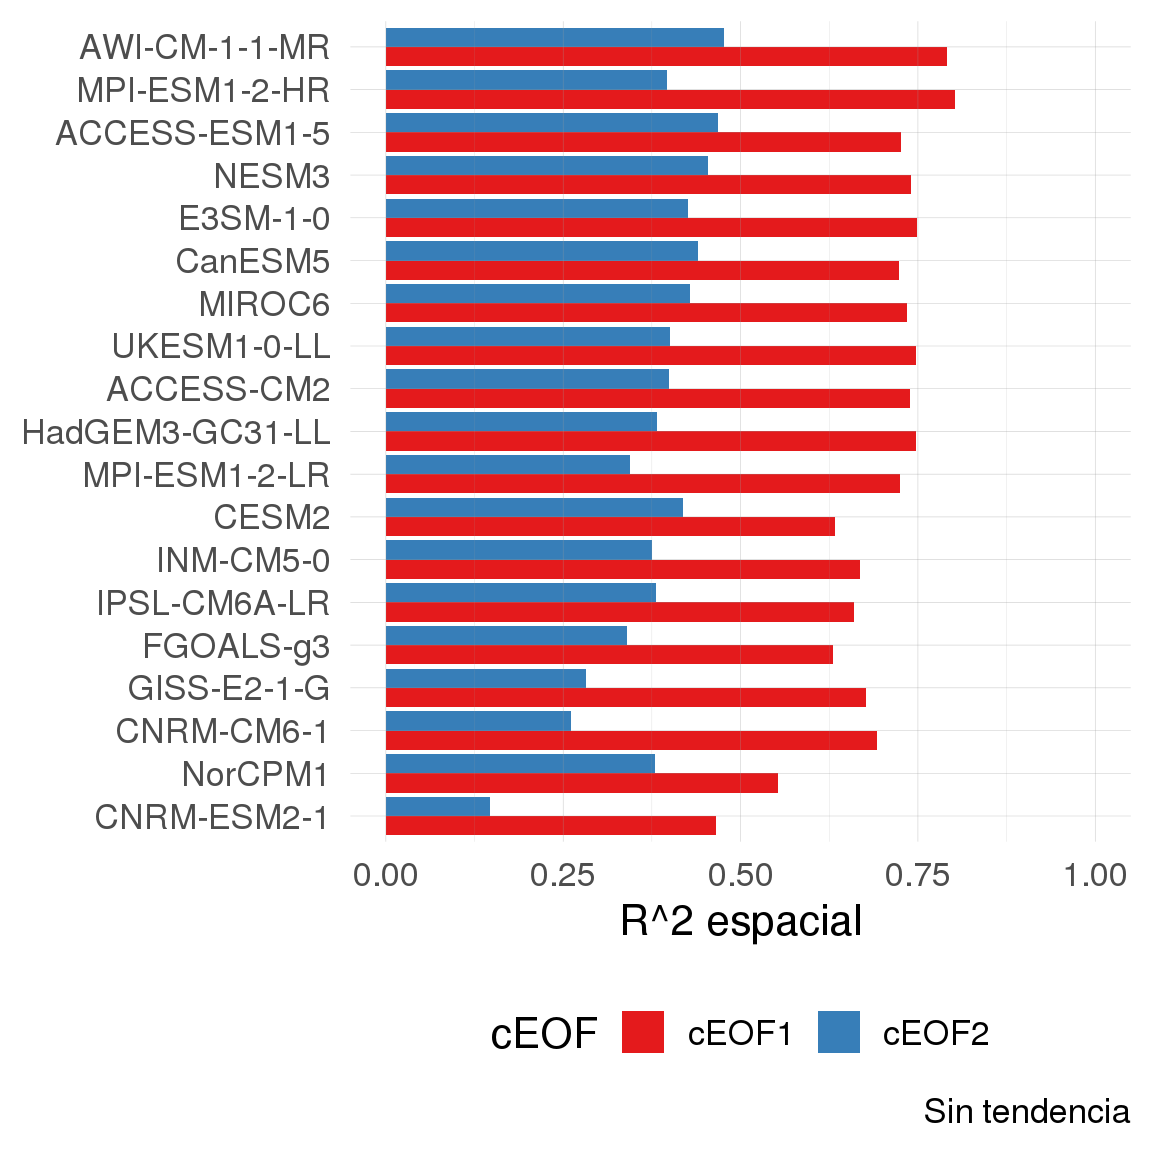 AWI-CM-1-1-MR
MPI-ESM1-2-HR
ACCESS-ESM1-5
NESM3
E3SM-1-0
CanESM5
MIROC6
UKESM1-0-LL
ACCESS-CM2
HadGEM3-GC31-LL
MPI-ESM1-2-LR
CESM2
INM-CM5-0
IPSL-CM6A-LR
FGOALS-g3
GISS-E2-1-G
CNRM-CM6-1
NorCPM1
CNRM-ESM2-1
0.00 0.25 0.50 0.75 1.00
R^2 espacial
cEOF cEOF1 cEOF2
Sin tendencia